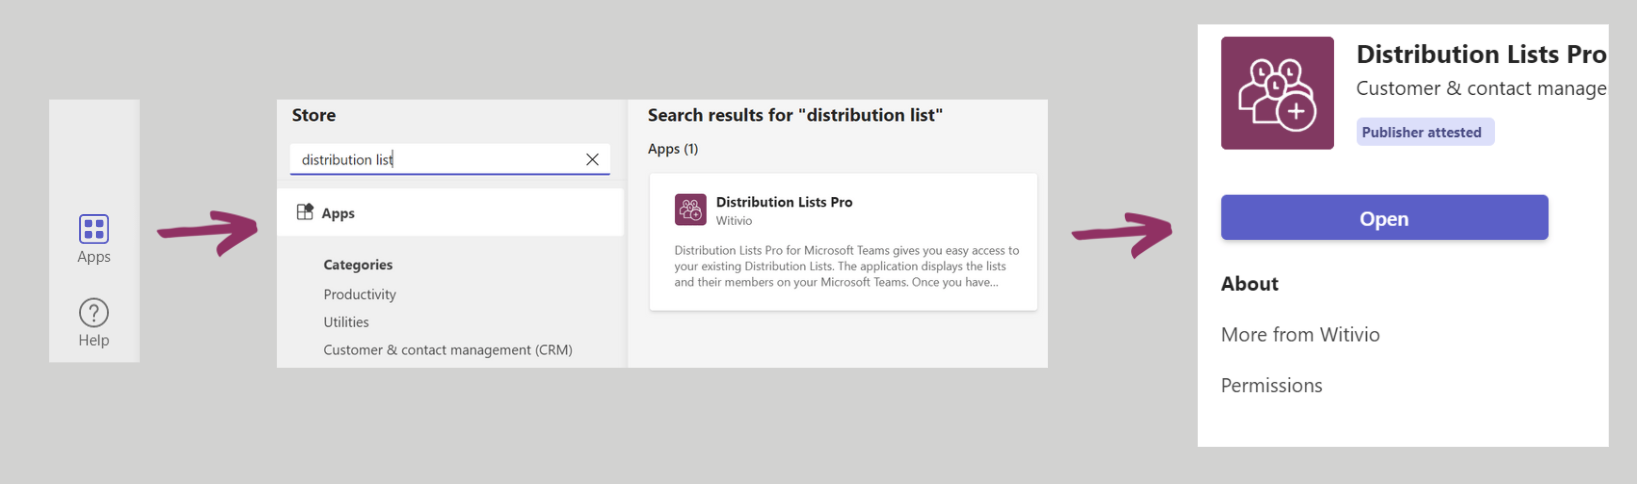 Apps
Help
Store
distribution list
Apps
Categories
Productivity
Utilities
Customer & contact management (CRM)
Search results for "distribution list"
Apps (1)
Distribution Lists Pro
Witivio
Distribution Lists Pro for Microsoft Teams gives you easy access to
your existing Distribution Lists. The application displays the lists
and their members on your Microsoft Teams. Once you have...
Distribution Lists Pro
Customer & contact manage
Publisher attested
Open
About
More from Witivio
Permissions